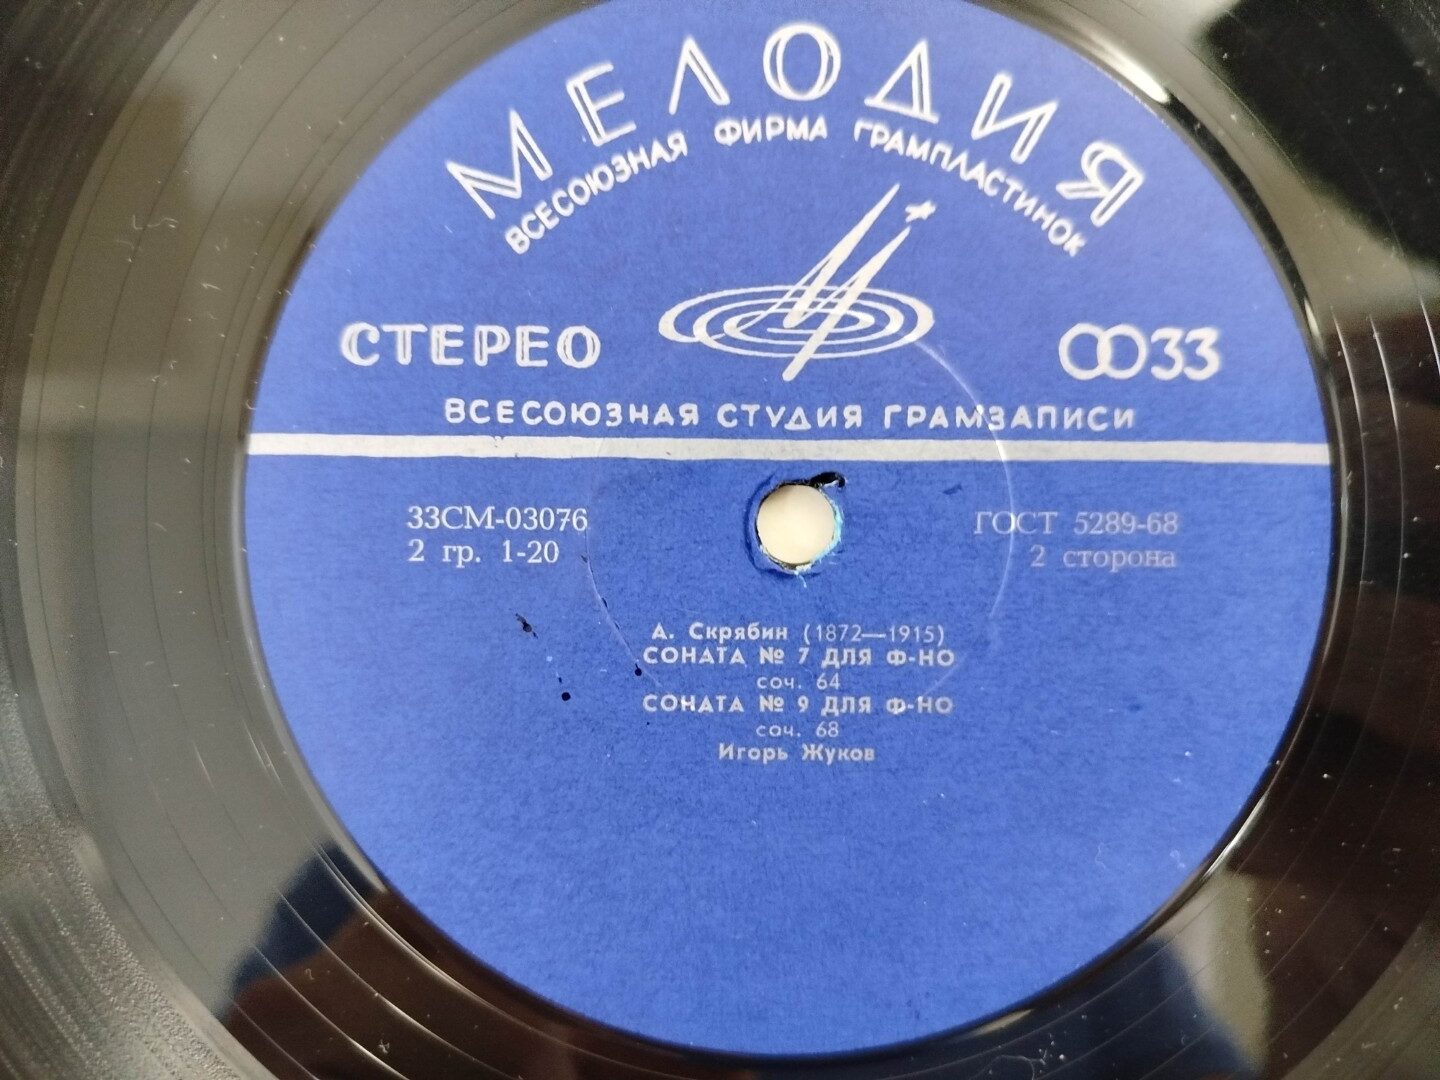 МЕЛОДИЯ
ВСЕСОЮЗНАЯ ФИРМА ГРАМПЛАСТИНОК
СТЕРЕО
33
ВСЕСОЮЗНАЯ СТУДИЯ ГРАМЗАПИСИ
33СМ-03076
2 гр. 1-20
ГОСТ 5289-68
2 сторона
А. Скрябин (1872—1915)
СОНАТА № 7 ДЛЯ Ф-НО
соч. 64
СОНАТА № 9 ДЛЯ Ф-НО
соч. 68
Игорь Жуков